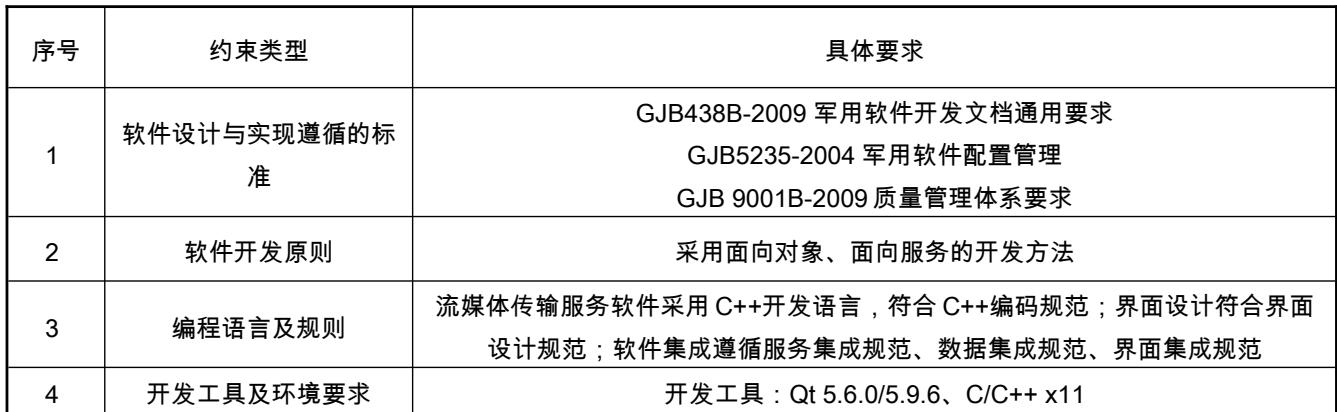 序号 约束类型 具体要求
1 软件设计与实现遵循的标准 GJB438B-2009 军用软件开发文档通用要求
GJB5235-2004 军用软件配置管理
GJB 9001B-2009 质量管理体系要求
2 软件开发原则 采用面向对象、面向服务的开发方法
3 编程语言及规则 流媒体传输服务软件采用 C++开发语言，符合 C++编码规范；界面设计符合界面
设计规范；软件集成遵循服务集成规范、数据集成规范、界面集成规范
4 开发工具及环境要求 开发工具：Qt 5.6.0/5.9.6、C/C++ x11